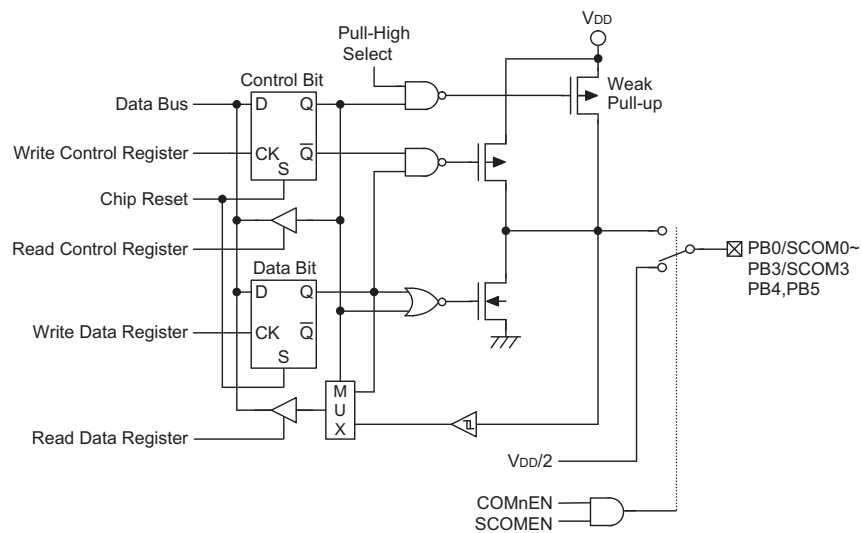 VDD
Pull-High
Select
Control Bit
Weak
Pull-up
Data Bus
D
Q
Write Control Register
CK
Q
S
Chip Reset
Read Control Register
PB0/SCOM0~
PB3/SCOM3
PB4,PB5
Data Bit
D
Q
Write Data Register
CK
Q
S
M
U
X
Read Data Register
VDD/2
COMnEN
SCOMEN